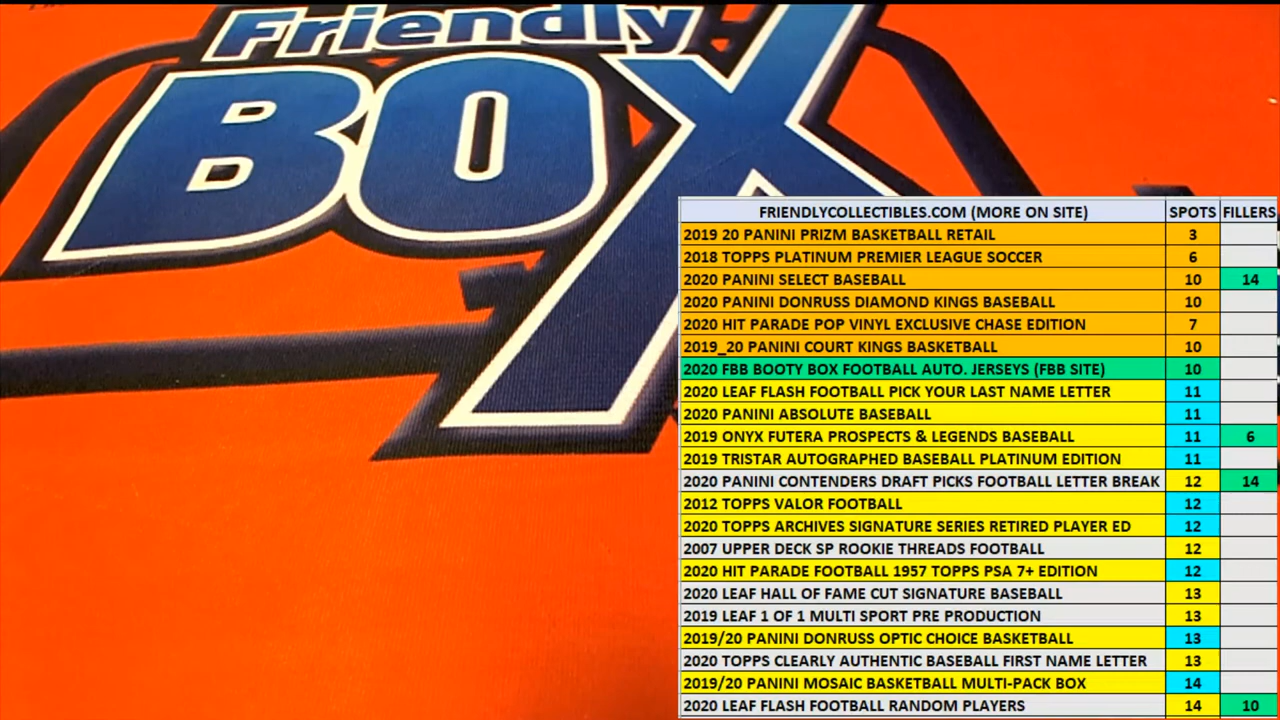 Friendly
BOX
FRIENDLYCOLLECTIBLES.COM (MORE ON SITE) SPOTS FILLERS
2019 20 PANINI PRIZM BASKETBALL RETAIL 3
2018 TOPPS PLATINUM PREMIER LEAGUE SOCCER 6
2020 PANINI SELECT BASEBALL 10 14
2020 PANINI DONRUSS DIAMOND KINGS BASEBALL 10
2020 HIT PARADE POP VINYL EXCLUSIVE CHASE EDITION 7
2019_20 PANINI COURT KINGS BASKETBALL 10
2020 FBB BOOTY BOX FOOTBALL AUTO. JERSEYS (FBB SITE) 10
2020 LEAF FLASH FOOTBALL PICK YOUR LAST NAME LETTER 11
2020 PANINI ABSOLUTE BASEBALL 11
2019 ONYX FUTERA PROSPECTS & LEGENDS BASEBALL 11 6
2019 TRISTAR AUTOGRAPHED BASEBALL PLATINUM EDITION 11
2020 PANINI CONTENDERS DRAFT PICKS FOOTBALL LETTER BREAK 12 14
2012 TOPPS VALOR FOOTBALL 12
2020 TOPPS ARCHIVES SIGNATURE SERIES RETIRED PLAYER ED 12
2007 UPPER DECK SP ROOKIE THREADS FOOTBALL 12
2020 HIT PARADE FOOTBALL 1957 TOPPS PSA 7+ EDITION 12
2020 LEAF HALL OF FAME CUT SIGNATURE BASEBALL 13
2019 LEAF 1 OF 1 MULTI SPORT PRE PRODUCTION 13
2019/20 PANINI DONRUSS OPTIC CHOICE BASKETBALL 13
2020 TOPPS CLEARLY AUTHENTIC BASEBALL FIRST NAME LETTER 13
2019/20 PANINI MOSAIC BASKETBALL MULTI-PACK BOX 14
2020 LEAF FLASH FOOTBALL RANDOM PLAYERS 14 10